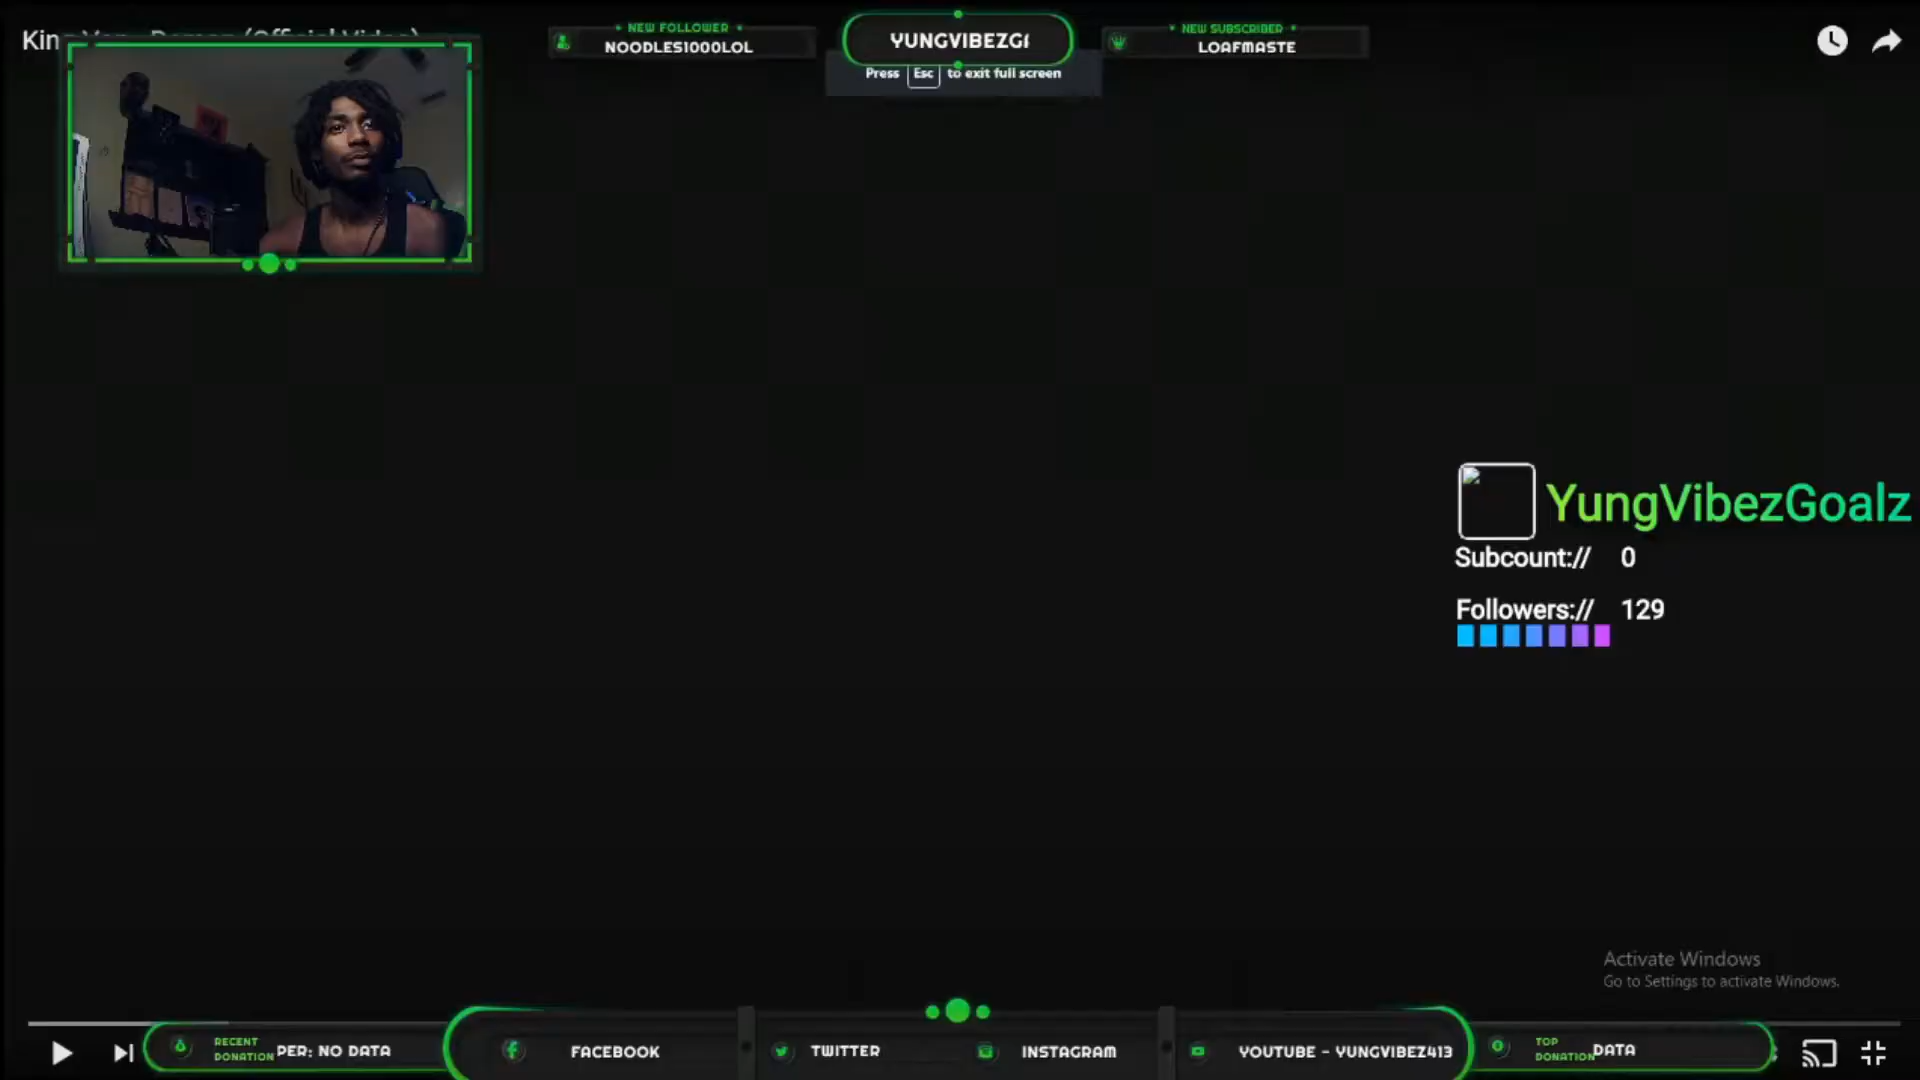 NEW FOLLOWER
NOODLES1000LOL
YUNGVIBEZG
NEW SUBSCRIBER
LOAFMASTE
Press Esc to exit full screen
YungVibezGoalz
Subcount:// 0
Followers:// 129
Activate Windows
Go to Settings to activate Windows.
RECENT
DONATION
PER: NO DATA
FACEBOOK
TWITTER
INSTAGRAM
YOUTUBE - YUNGVIBEZ413
TOP
DONATION
DATA